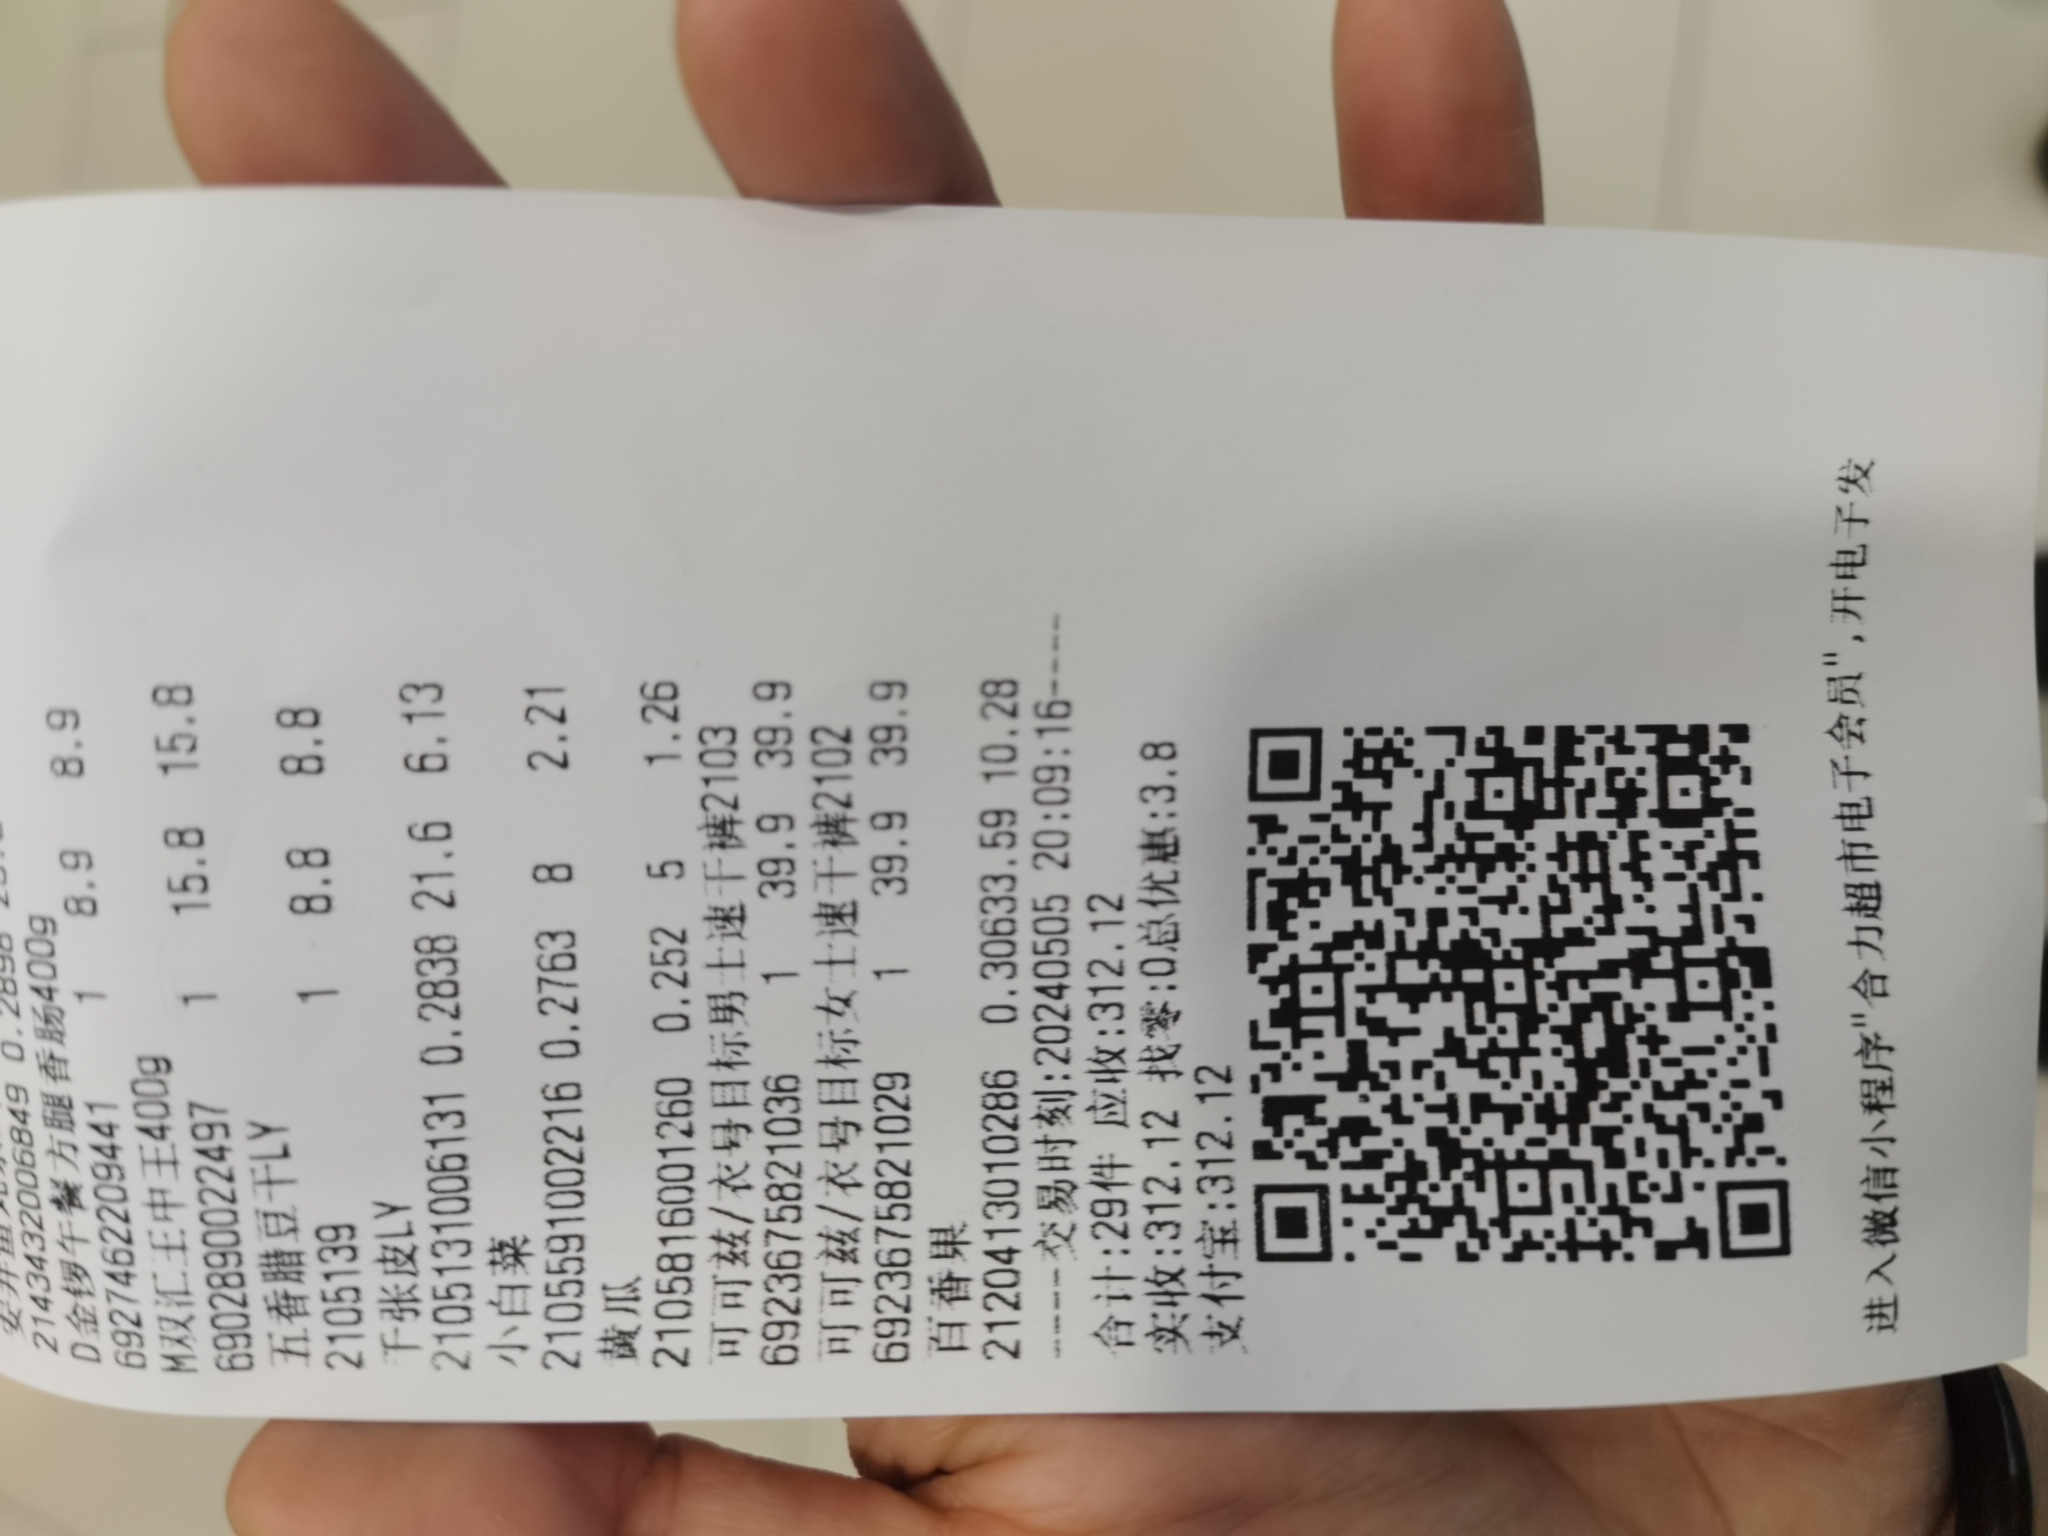 2143432006849 0.2898
D金锣午餐方腿香肠400g
6927462209441 1 8.9 8.9
M双汇王中王400g
6902890022497 1 15.8 15.8
五香腊豆干LY
2105139 1 8.8 8.8
千张皮LY
2105131006131 0.2838 21.6 6.13
小白菜
2105591002216 0.2763 8 2.21
黄瓜
2105816001260 0.252 5 1.26
可可兹/衣号目标男士速干裤2103
6923675821036 1 39.9 39.9
可可兹/衣号目标女士速干裤2102
6923675821029 1 39.9 39.9
百香果
2120413010286 0.30633.59 10.28
------交易时刻:20240505 20:09:16----
合计:29件 应收:312.12
实收:312.12 找零:0总优惠:3.8
支付宝:312.12
进入微信小程序"合力超市电子会员",开电子发